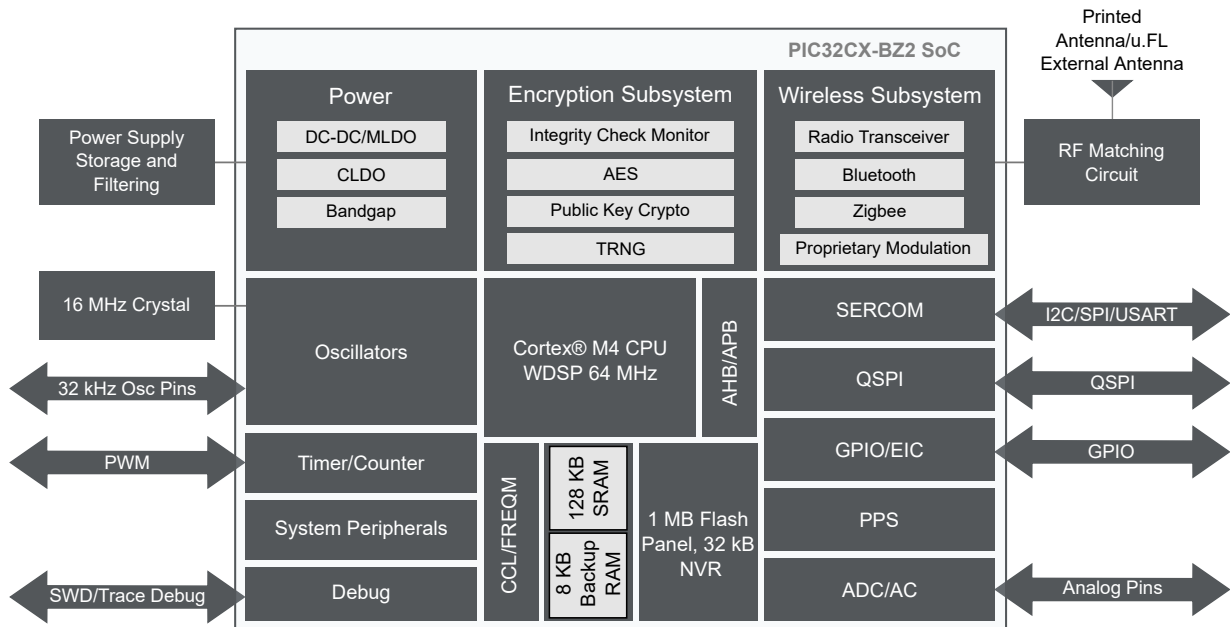 Printed
Antenna/u.FL
External Antenna
PIC32CX-BZ2 SoC
Power Supply
Storage and
Filtering
Power
DC-DC/MLDO
CLDO
Bandgap
Encryption Subsystem
Integrity Check Monitor
AES
Public Key Crypto
TRNG
Wireless Subsystem
Radio Transceiver
Bluetooth
Zigbee
Proprietary Modulation
RF Matching
Circuit
16 MHz Crystal
Oscillators
32 kHz Osc Pins
Cortex® M4 CPU
WDSP 64 MHz
AHB/APB
SERCOM
I2C/SPI/USART
QSPI
QSPI
PWM
Timer/Counter
System Peripherals
SWD/Trace Debug
Debug
CCL/FREQM
128 KB
SRAM
8 KB
Backup
RAM
1 MB Flash
Panel, 32 kB
NVR
GPIO/EIC
GPIO
PPS
ADC/AC
Analog Pins